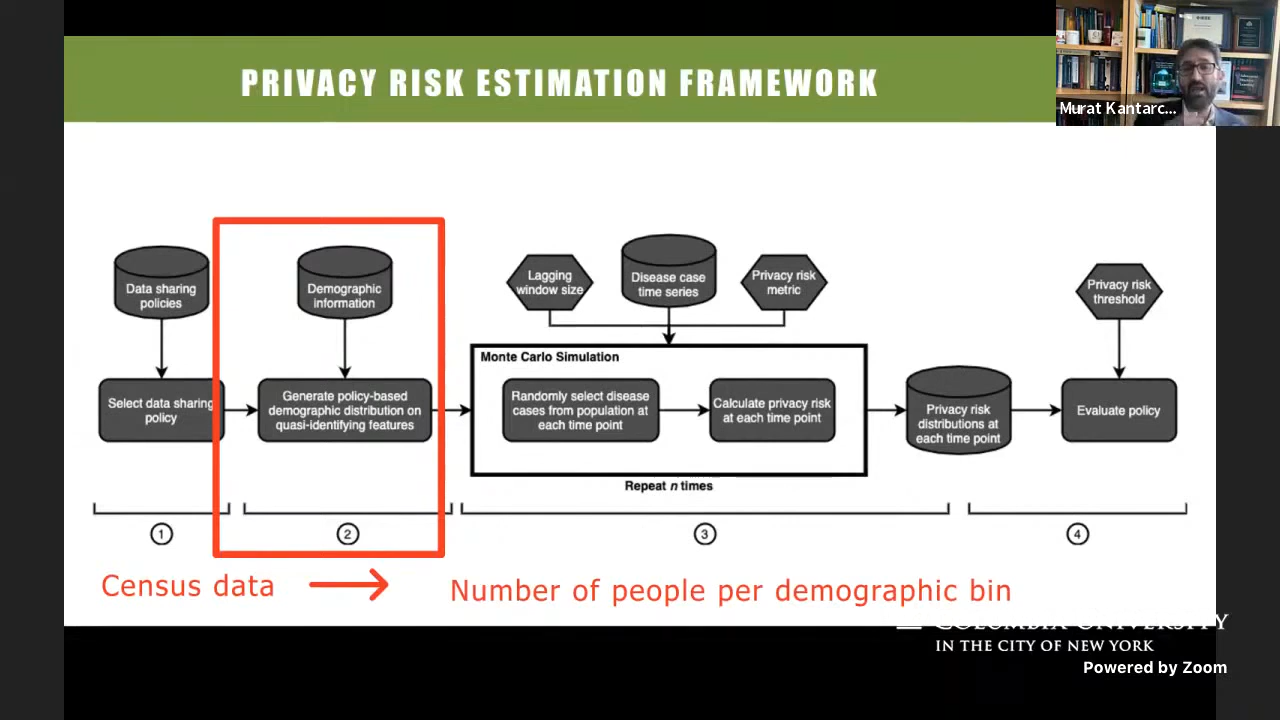 PRIVACY RISK ESTIMATION FRAMEWORK
Murat Kantarc...
Data sharing
policies
Demographic
information
Lagging
window size
Disease case
time series
Privacy risk
metric
Privacy risk
threshold
Select data sharing
policy
Generate policy-based
demographic distribution on
quasi-identifying features
Monte Carlo Simulation
Randomly select disease
cases from population at
each time point
Calculate privacy risk
at each time point
Repeat n times
Privacy risk
distributions at
each time point
Evaluate policy
1
2
3
4
Census data
Number of people per demographic bin
COLUMBIA UNIVERSITY
IN THE CITY OF NEW YORK
Powered by Zoom